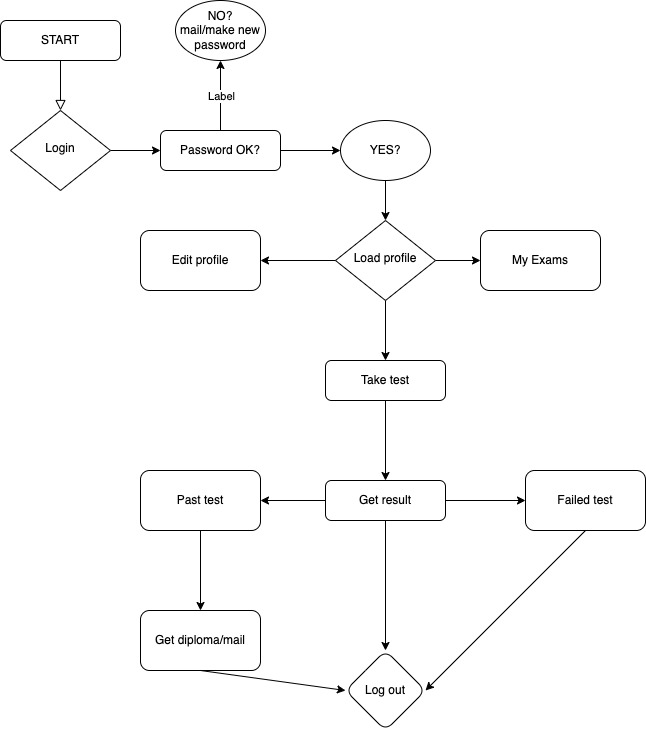 NO?
mail/make new
password
START
Label
Login
Password OK?
YES?
Edit profile
Load profile
My Exams
Take test
Past test
Get result
Failed test
Get diploma/mail
Log out